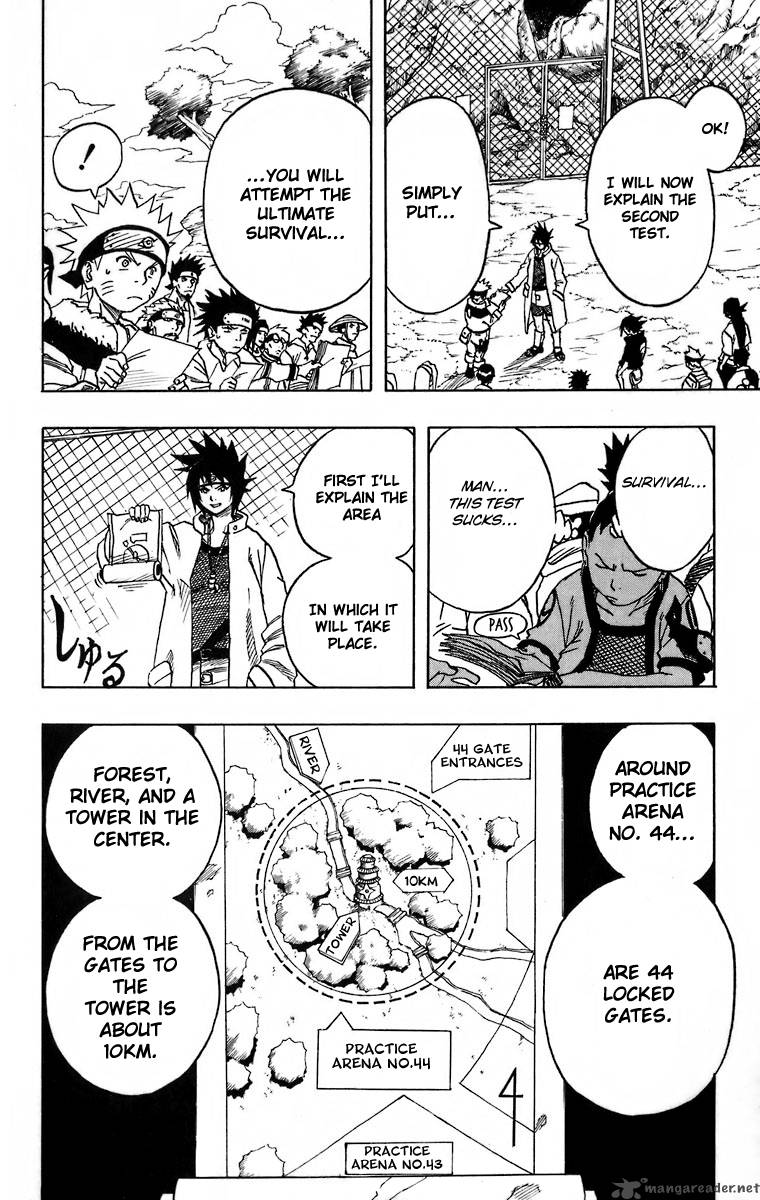 OK!
I WILL NOW
EXPLAIN THE
SECOND
TEST.
SIMPLY
PUT...
...YOU WILL
ATTEMPT THE
ULTIMATE
SURVIVAL...
!
SURVIVAL...
MAN...
THIS TEST
SUCKS...
PASS
FIRST I'LL
EXPLAIN THE
AREA
IN WHICH IT
WILL TAKE
PLACE.
しゅる
AROUND
PRACTICE
ARENA
NO. 44...
ARE 44
LOCKED
GATES.
44 GATE
ENTRANCES
RIVER
10KM
TOWER
PRACTICE
ARENA NO.44
PRACTICE
ARENA NO.43
FOREST,
RIVER, AND A
TOWER IN THE
CENTER.
FROM THE
GATES TO
THE
TOWER IS
ABOUT
10KM.
mangareader.net